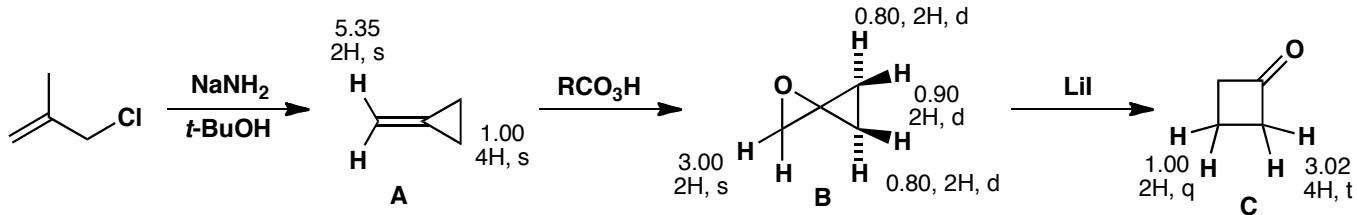 Cl
NaNH2
t-BuOH
5.35
2H, s
H
H
1.00
4H, s
A
RCO3H
0.80, 2H, d
H
H
O
0.90
2H, d
H
H
H
H
3.00
2H, s
0.80, 2H, d
B
LiI
O
H
H
H
H
1.00
2H, q
3.02
4H, t
C